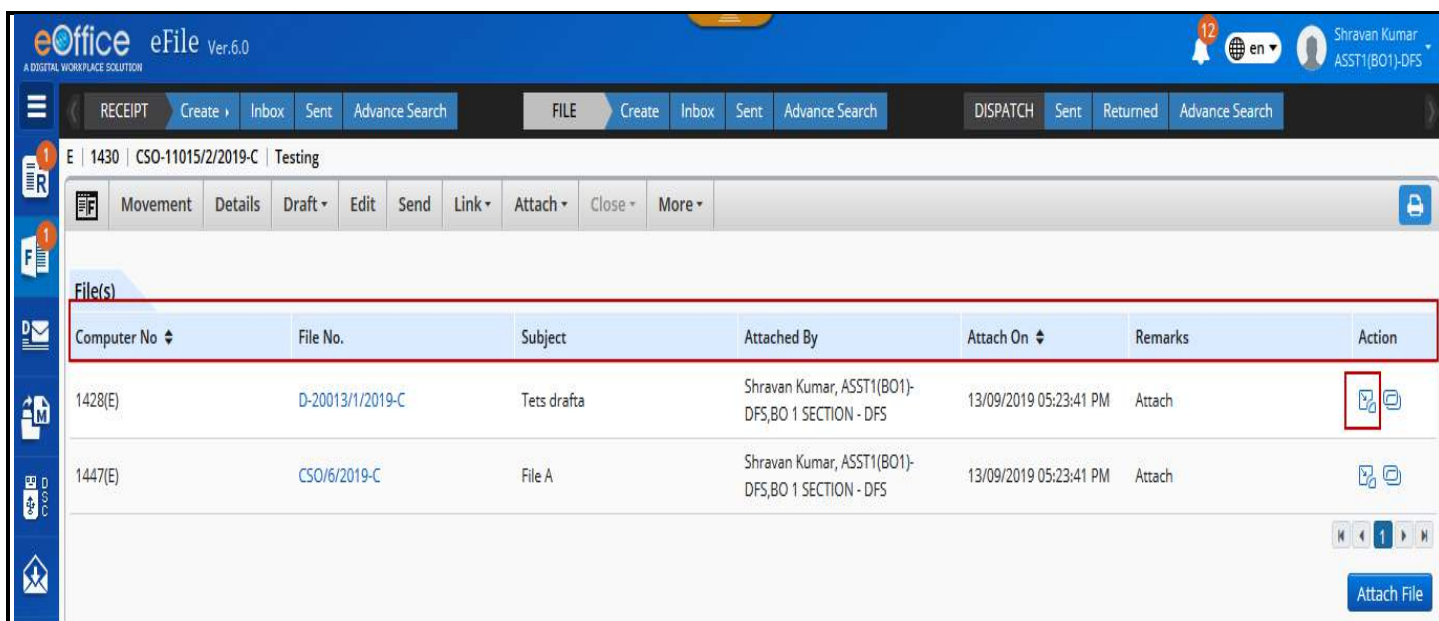 eOffice eFile Ver.6.0
A DIGITAL WORKPLACE SOLUTION
12
en
Shravan Kumar
ASST1(BO1)-DFS
RECEIPT Create Inbox Sent Advance Search FILE Create Inbox Sent Advance Search DISPATCH Sent Returned Advance Search
1
R
E | 1430 | CSO-11015/2/2019-C | Testing
F Movement Details Draft Edit Send Link Attach Close More
1
F
File(s)
D
Computer No File No. Subject Attached By Attach On Remarks Action
1428(E) D-20013/1/2019-C Tets drafta Shravan Kumar, ASST1(BO1)-
DFS,BO 1 SECTION - DFS 13/09/2019 05:23:41 PM Attach
M
1447(E) CSO/6/2019-C File A Shravan Kumar, ASST1(BO1)-
DFS,BO 1 SECTION - DFS 13/09/2019 05:23:41 PM Attach
DSC
1
Attach File